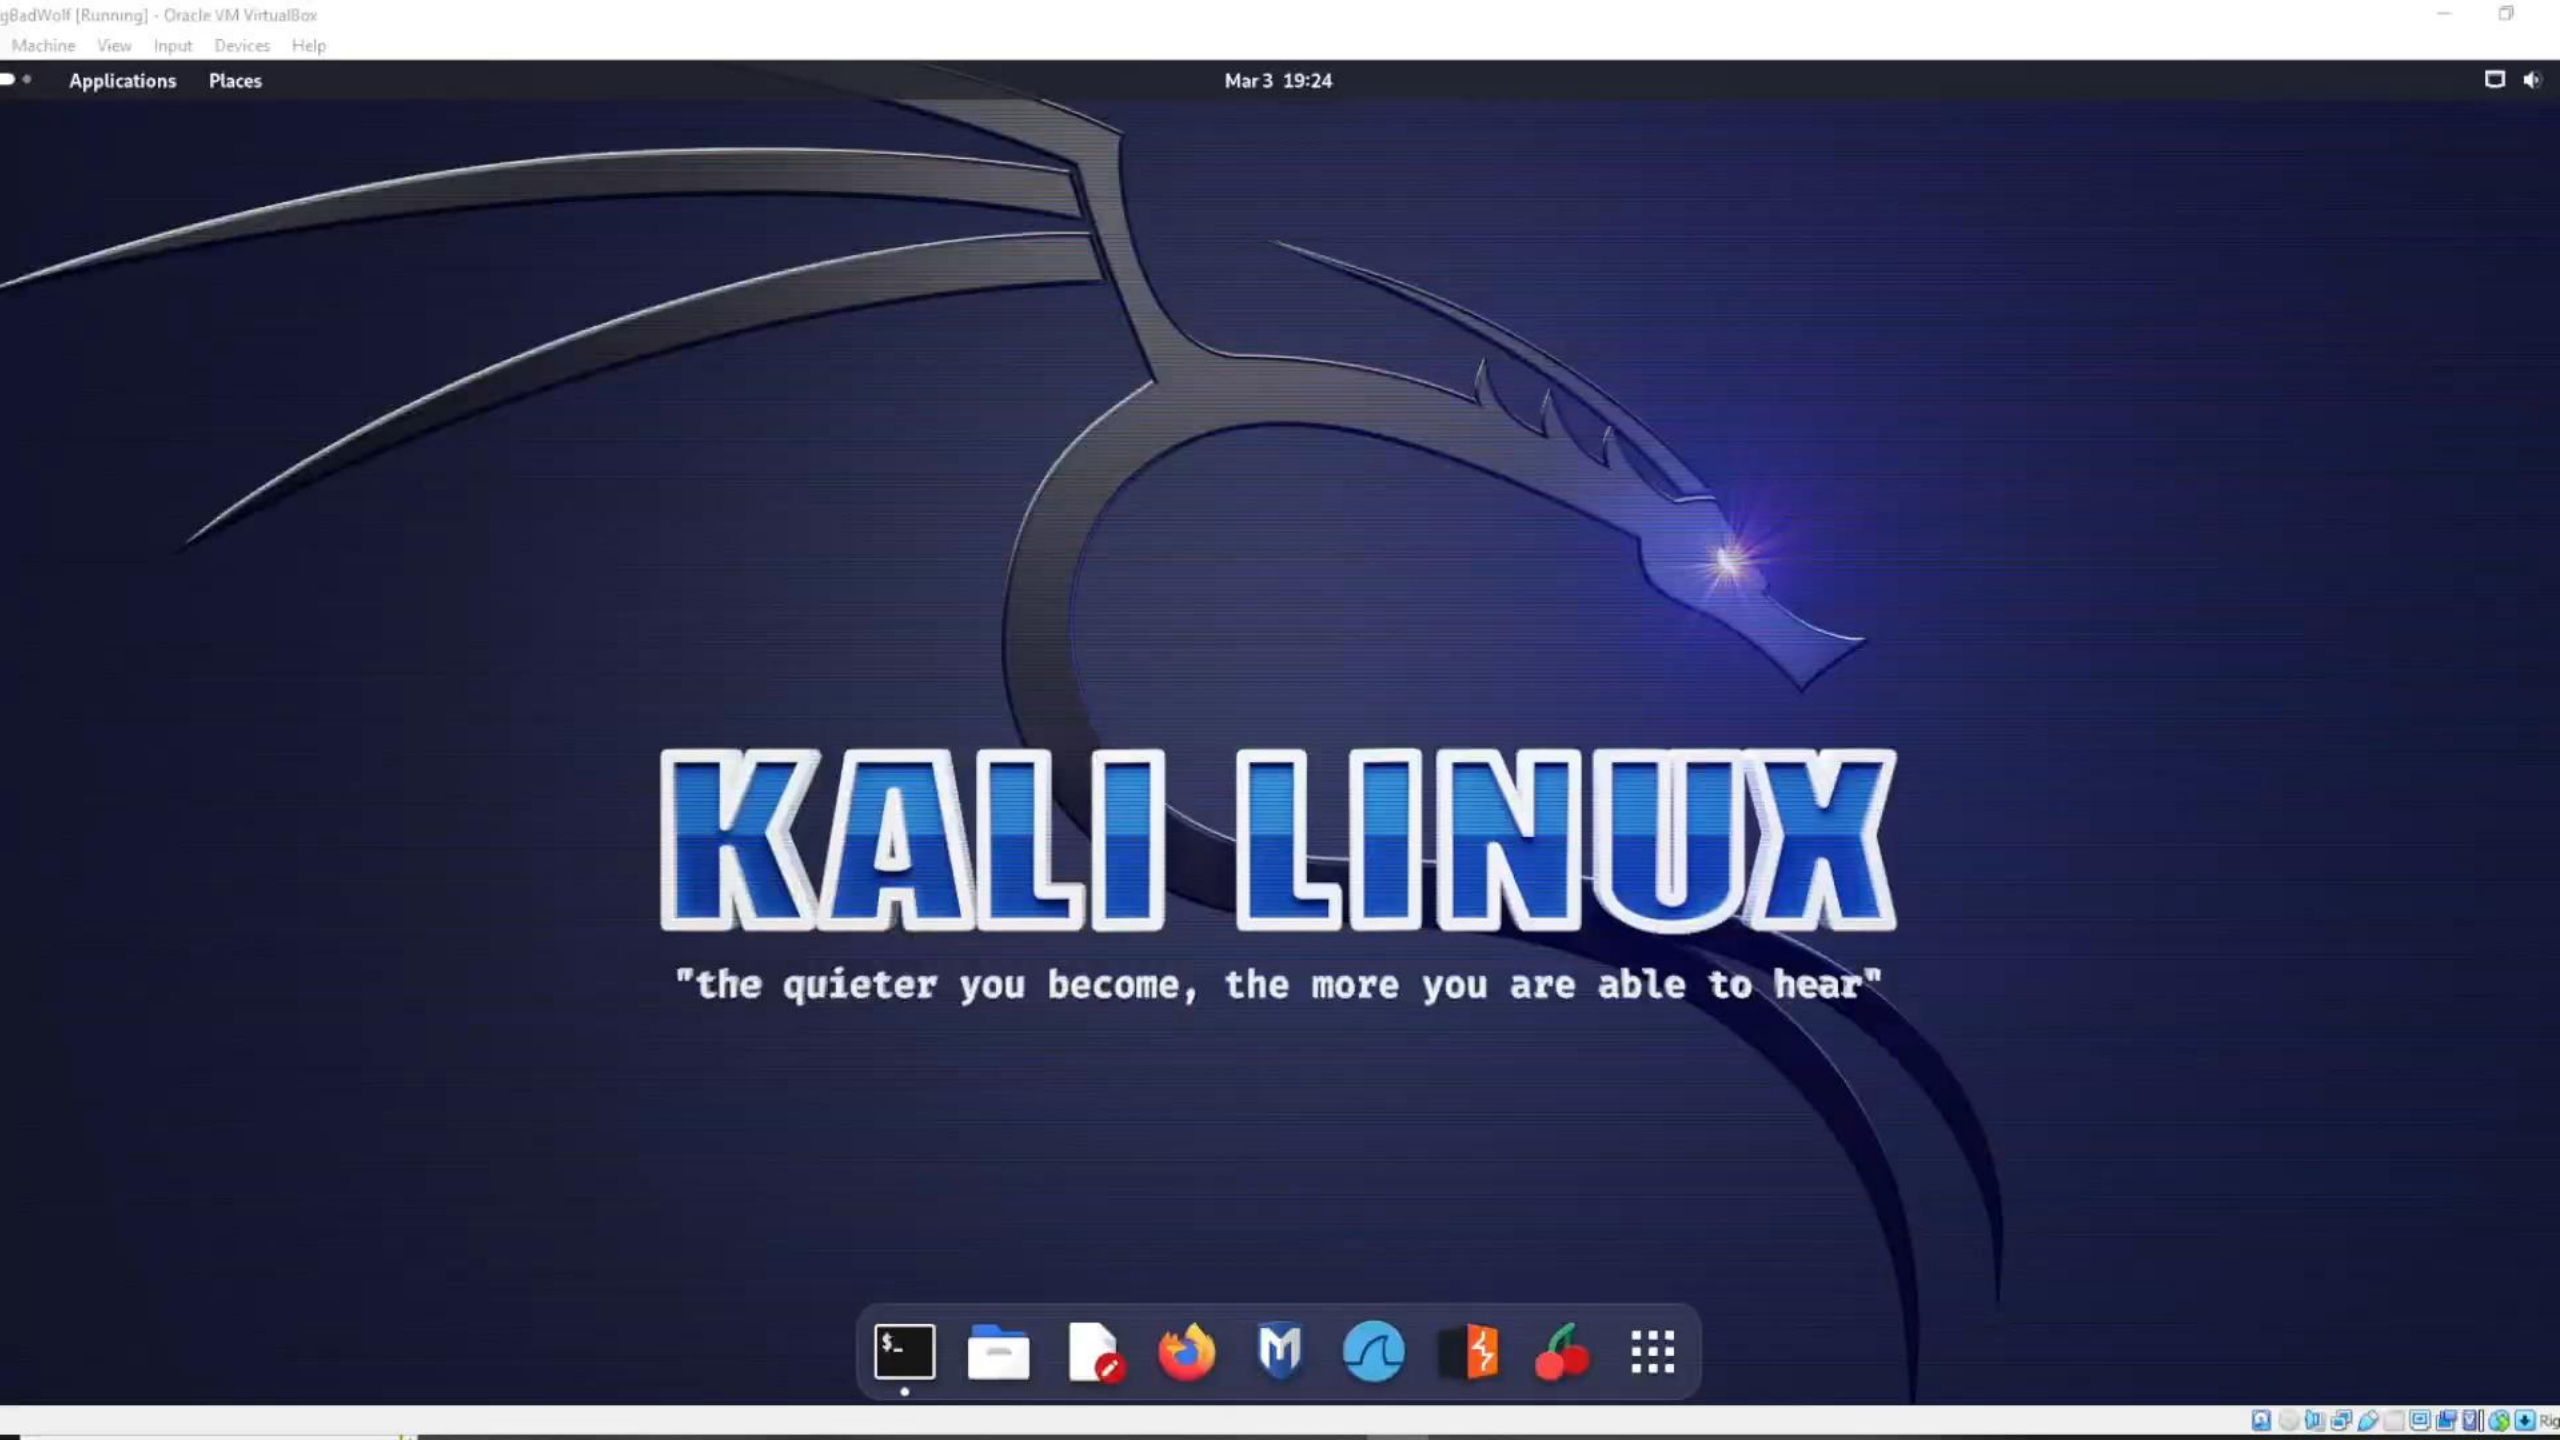 gBadWolf [Running] - Oracle VM VirtualBox
Machine View Input Devices Help
Applications Places Mar 3 19:24
KALI LINUX
"the quieter you become, the more you are able to hear"
$_
M
Rig